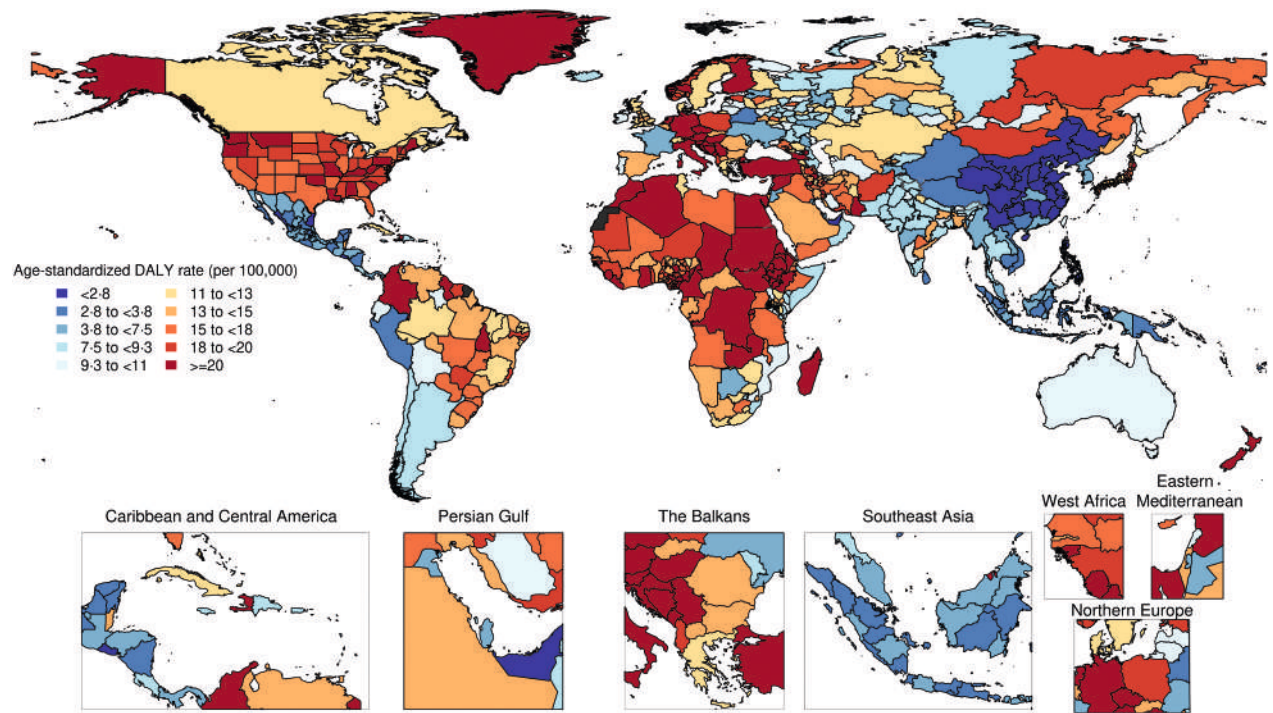 Age-standardized DALY rate (per 100,000)
<2·8
2·8 to <3·8
3·8 to <7·5
7·5 to <9·3
9·3 to <11
11 to <13
13 to <15
15 to <18
18 to <20
>=20
Caribbean and Central America
Persian Gulf
The Balkans
Southeast Asia
West Africa
Eastern
Mediterranean
Northern Europe